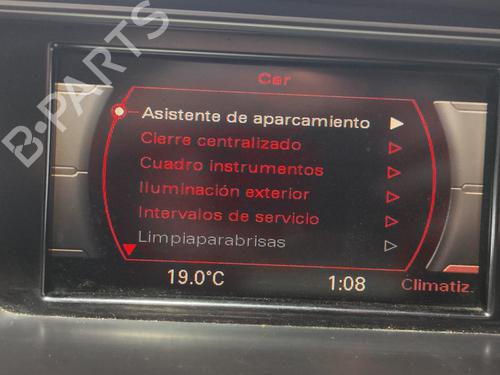 B-PARTS
Car
Asistente de aparcamiento
Cierre centralizado
Cuadro instrumentos
Iluminación exterior
Intervalos de servicio
Limpiaparabrisas
19.0°C
1:08
Climatiz.